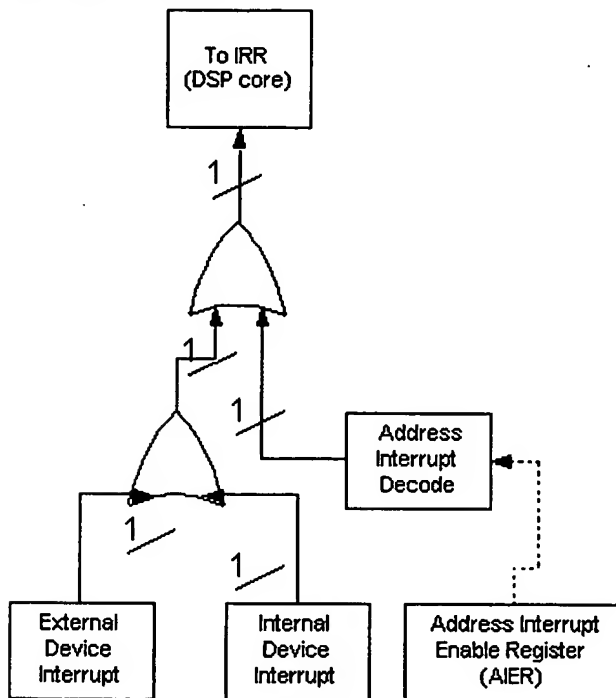 To IRR
(DSP core)
1
1
1
Address
Interrupt
Decode
1
1
External
Device
Interrupt
Internal
Device
Interrupt
Address Interrupt
Enable Register
(AIER)